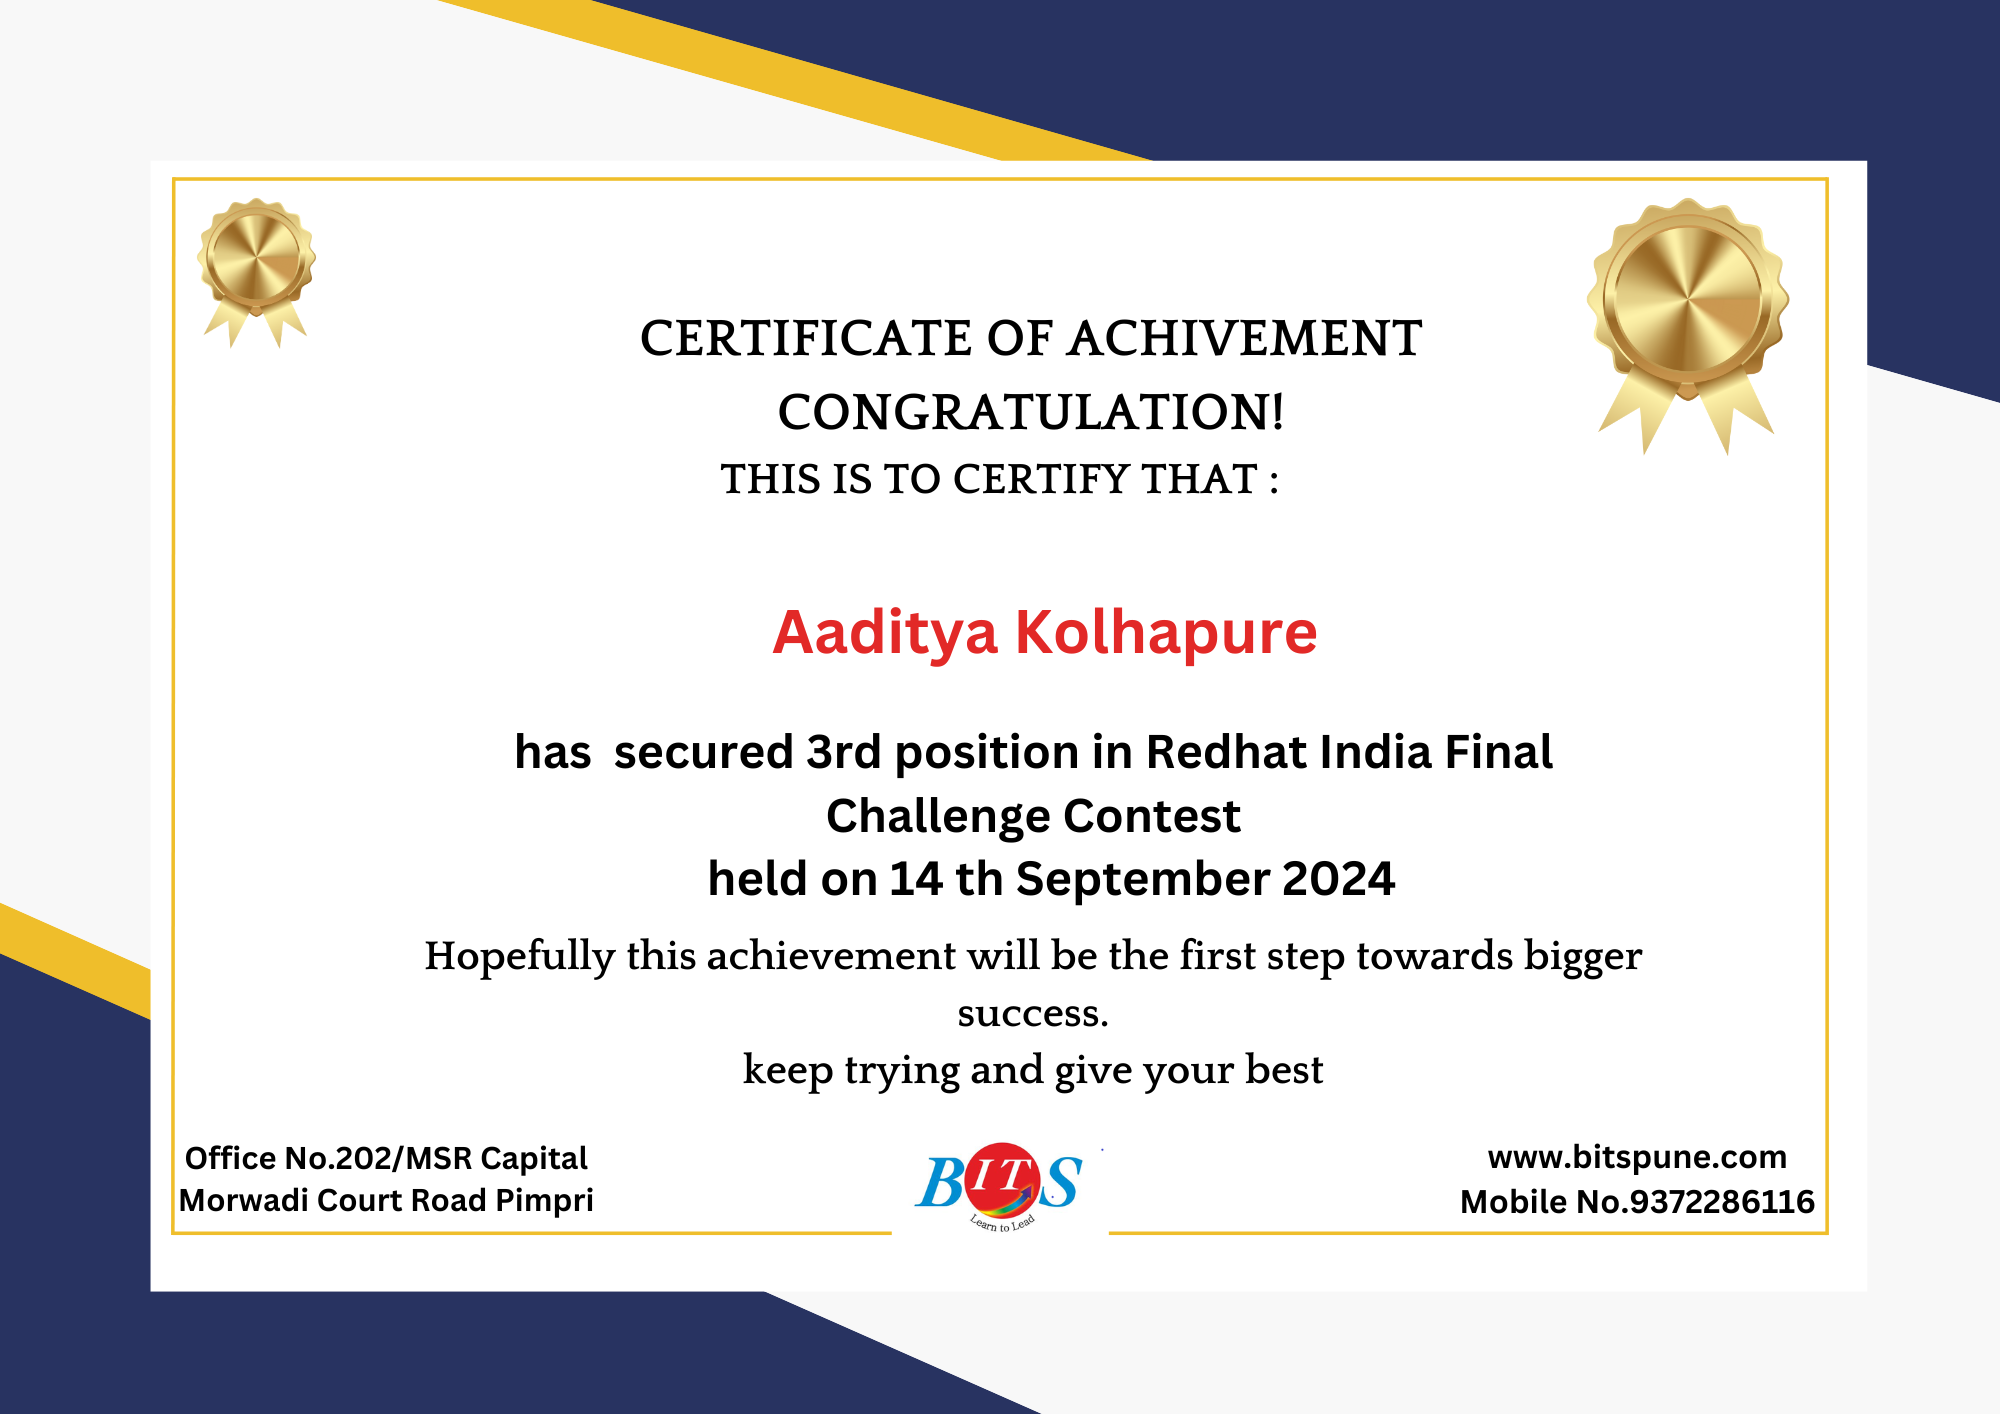 CERTIFICATE OF ACHIVEMENT
CONGRATULATION!
THIS IS TO CERTIFY THAT :
Aaditya Kolhapure
has  secured 3rd position in Redhat India Final
Challenge Contest
held on 14 th September 2024
Hopefully this achievement will be the first step towards bigger
success.
keep trying and give your best
Office No.202/MSR Capital
Morwadi Court Road Pimpri
BITS
Learn to Lead
www.bitspune.com
Mobile No.9372286116